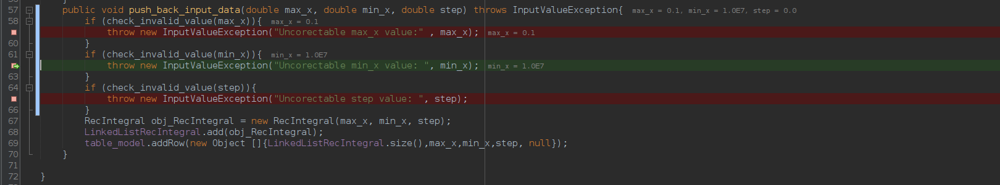 57 public void push_back_input_data(double max_x, double min_x, double step) throws InputValueException{ max_x = 0.1, min_x = 1.0E7, step = 0.0
58 if (check_invalid_value(max_x)){ max_x = 0.1
throw new InputValueException("Uncorectable max_x value:" , max_x); max_x = 0.1
60 }
61 if (check_invalid_value(min_x)){ min_x = 1.0E7
throw new InputValueException("Uncorectable min_x value: ", min_x); min_x = 1.0E7
63 }
64 if (check_invalid_value(step)){
throw new InputValueException("Uncorectable step value: ", step);
66 }
67 RecIntegral obj_RecIntegral = new RecIntegral(max_x, min_x, step);
68 LinkedListRecIntegral.add(obj_RecIntegral);
69 table_model.addRow(new Object []{LinkedListRecIntegral.size(),max_x,min_x,step, null});
70 }
71
72 }